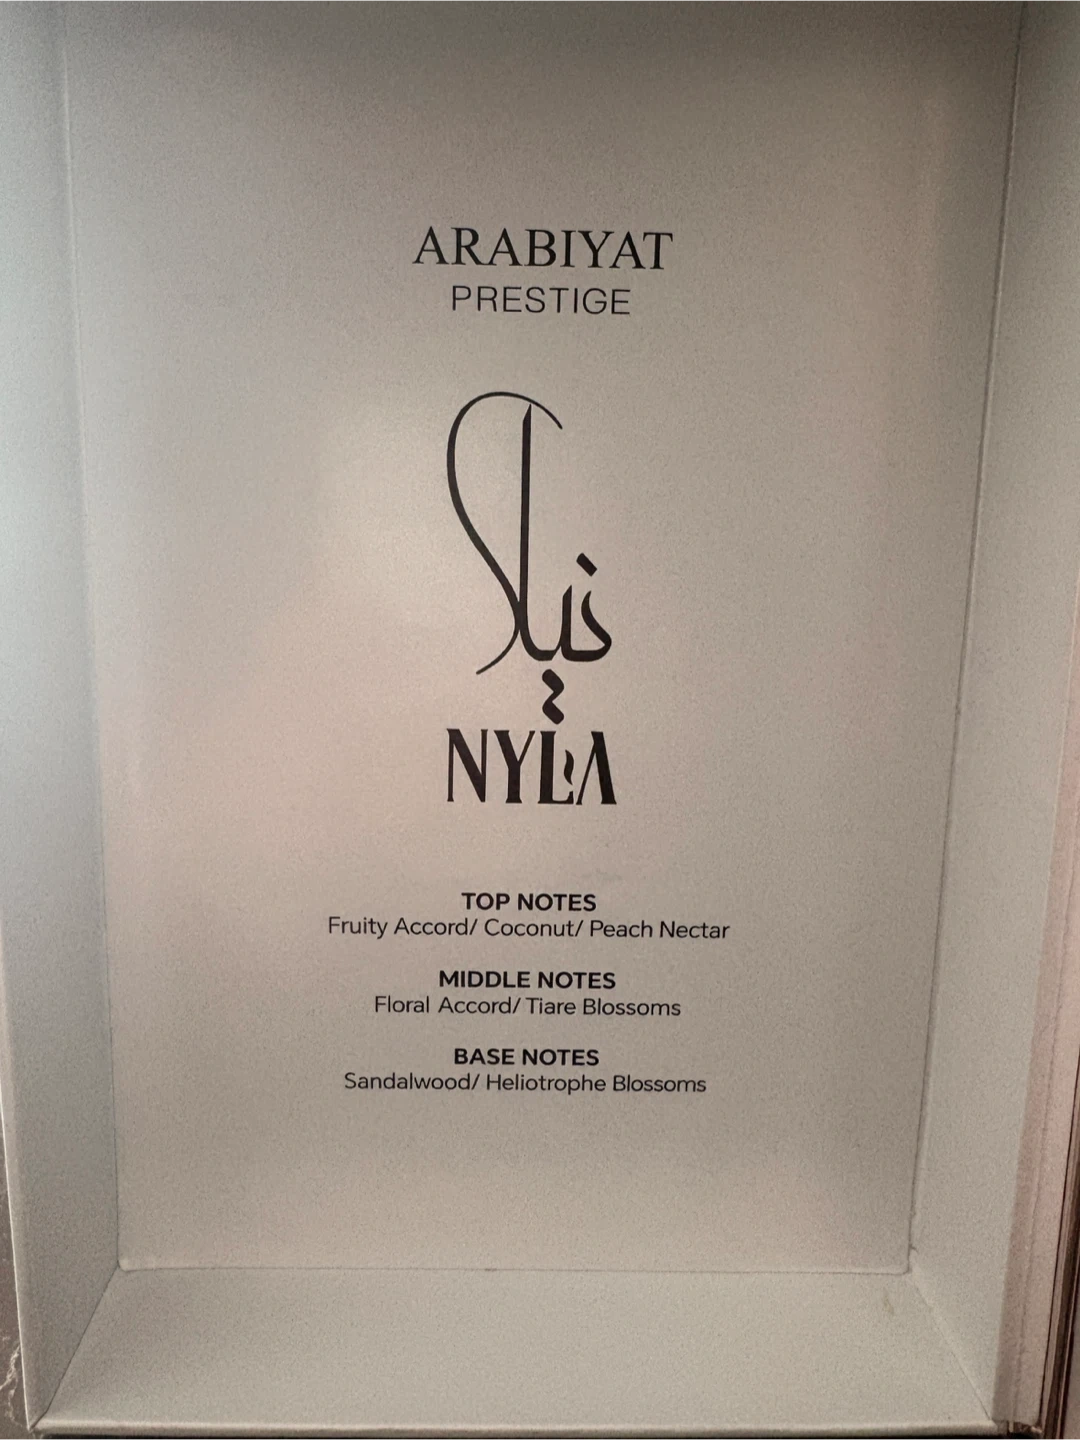 ARABIYAT
PRESTIGE
نيلا
NYLA
TOP NOTES
Fruity Accord/ Coconut/ Peach Nectar
MIDDLE NOTES
Floral Accord/ Tiare Blossoms
BASE NOTES
Sandalwood/ Heliotrophe Blossoms